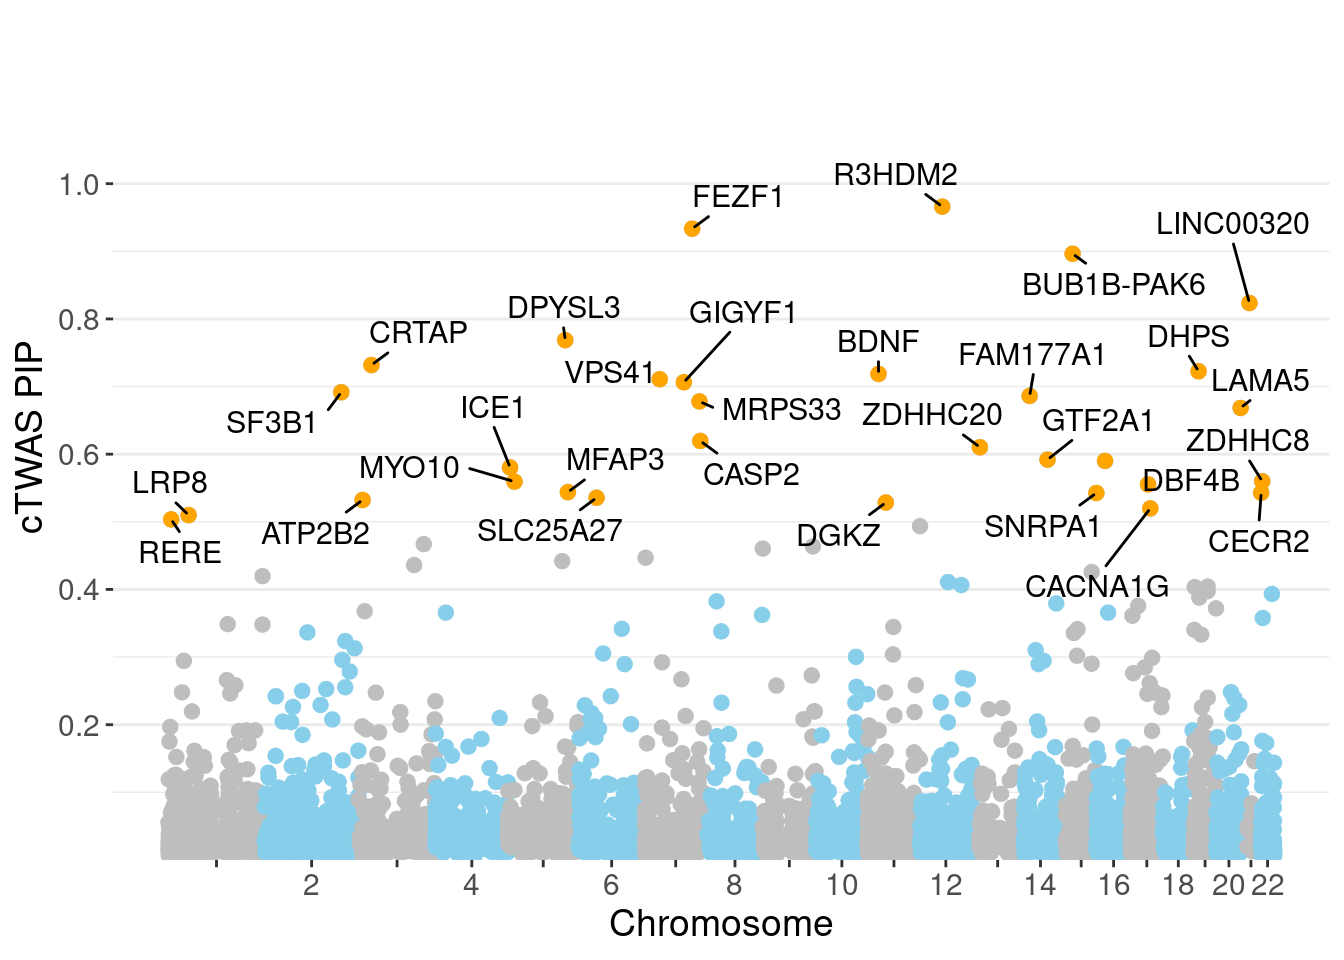 R3HDM2
1.0
FEZF1
LINC00320
BUB1B-PAK6
DPYSL3
GIGYF1
0.8
CRTAP
BDNF
DHPS
FAM177A1
VPS41
LAMA5
SF3B1
ICE1
MRPS33
ZDHHC20
GTF2A1
ZDHHC8
0.6
MYO10
MFAP3
CASP2
LRP8
DBF4B
ATP2B2
SLC25A27
DGKZ
SNRPA1
RERE
CECR2
CACNA1G
0.4
0.2
cTWAS PIP
2 4 6 8 10 12 14 16 18 20 22
Chromosome